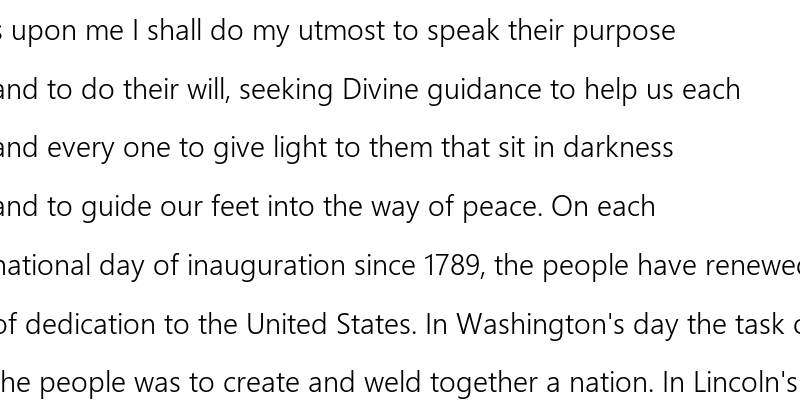 upon me I shall do my utmost to speak their purpose
and to do their will, seeking Divine guidance to help us each
and every one to give light to them that sit in darkness
and to guide our feet into the way of peace. On each
national day of inauguration since 1789, the people have renewed
of dedication to the United States. In Washington's day the task
the people was to create and weld together a nation. In Lincoln's